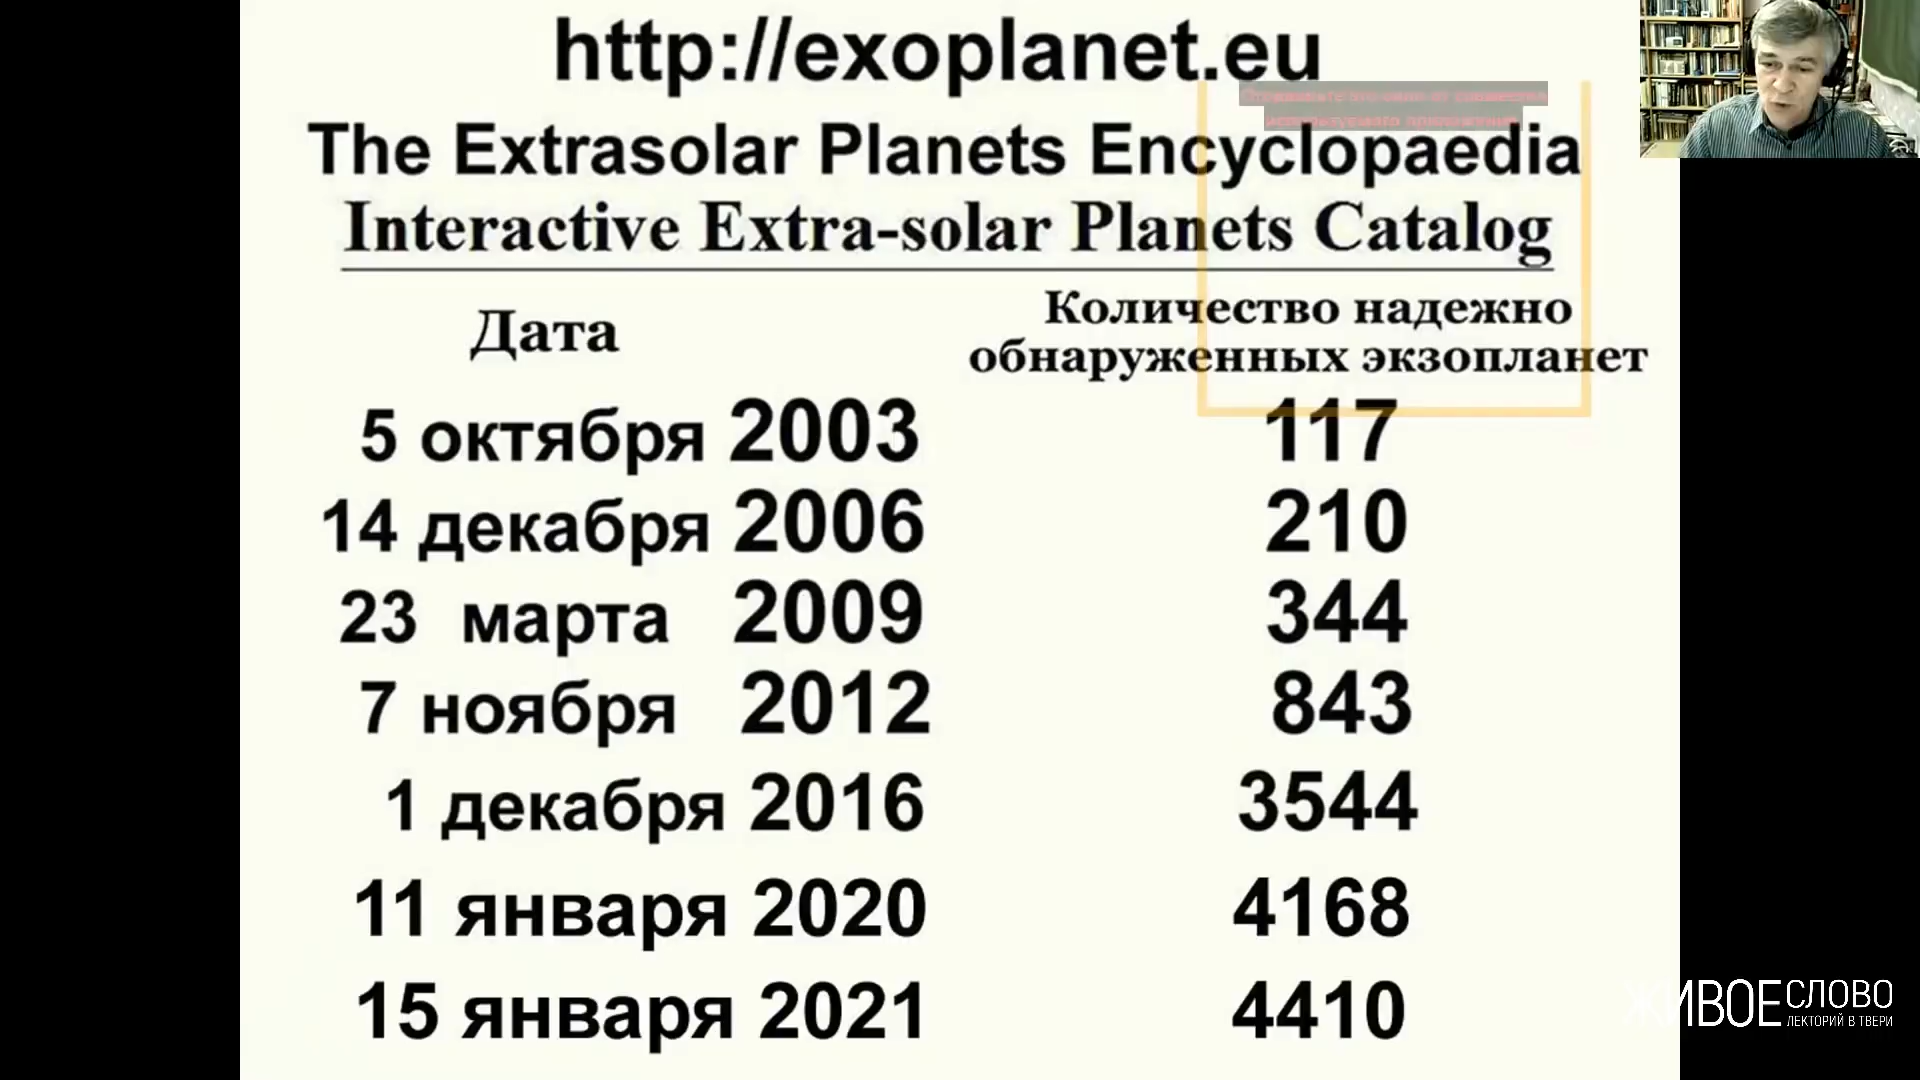 http://exoplanet.eu
The Extrasolar Planets Encyclopaedia
Interactive Extra-solar Planets Catalog
Дата
Количество надежно
обнаруженных экзопланет
5 октября 2003 117
14 декабря 2006 210
23 марта 2009 344
7 ноября 2012 843
1 декабря 2016 3544
11 января 2020 4168
15 января 2021 4410
ЖИВОЕ СЛОВО
ЛЕКТОРИЙ В ТВЕРИ